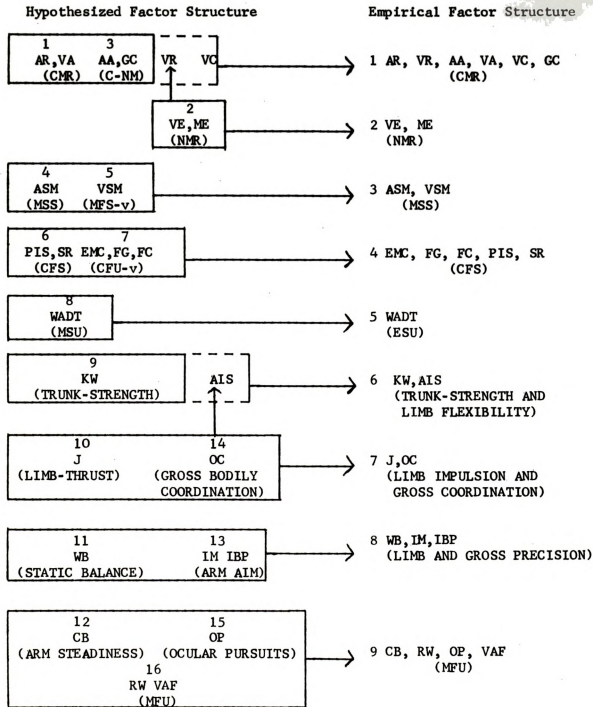 Hypothesized Factor Structure
Empirical Factor Structure
1 3
AR,VA AA,GC VR VC
(CMR) (C-NM)
1 AR, VR, AA, VA, VC, GC
(CMR)
2
VE,ME
(NMR)
2 VE, ME
(NMR)
4 5
ASM VSM
(MSS) (MFS-v)
3 ASM, VSM
(MSS)
6 7
PIS,SR EMC,FG,FC
(CFS) (CFU-v)
4 EMC, FG, FC, PIS, SR
(CFS)
8
WADT
(MSU)
5 WADT
(ESU)
9
KW AIS
(TRUNK-STRENGTH)
6 KW,AIS
(TRUNK-STRENGTH AND
LIMB FLEXIBILITY)
10 14
J OC
(LIMB-THRUST) (GROSS BODILY
COORDINATION)
7 J,OC
(LIMB IMPULSION AND
GROSS COORDINATION)
11 13
WB IM IBP
(STATIC BALANCE) (ARM AIM)
8 WB,IM,IBP
(LIMB AND GROSS PRECISION)
12 15
CB OP
(ARM STEADINESS) (OCULAR PURSUITS)
16
RW VAF
(MFU)
9 CB, RW, OP, VAF
(MFU)